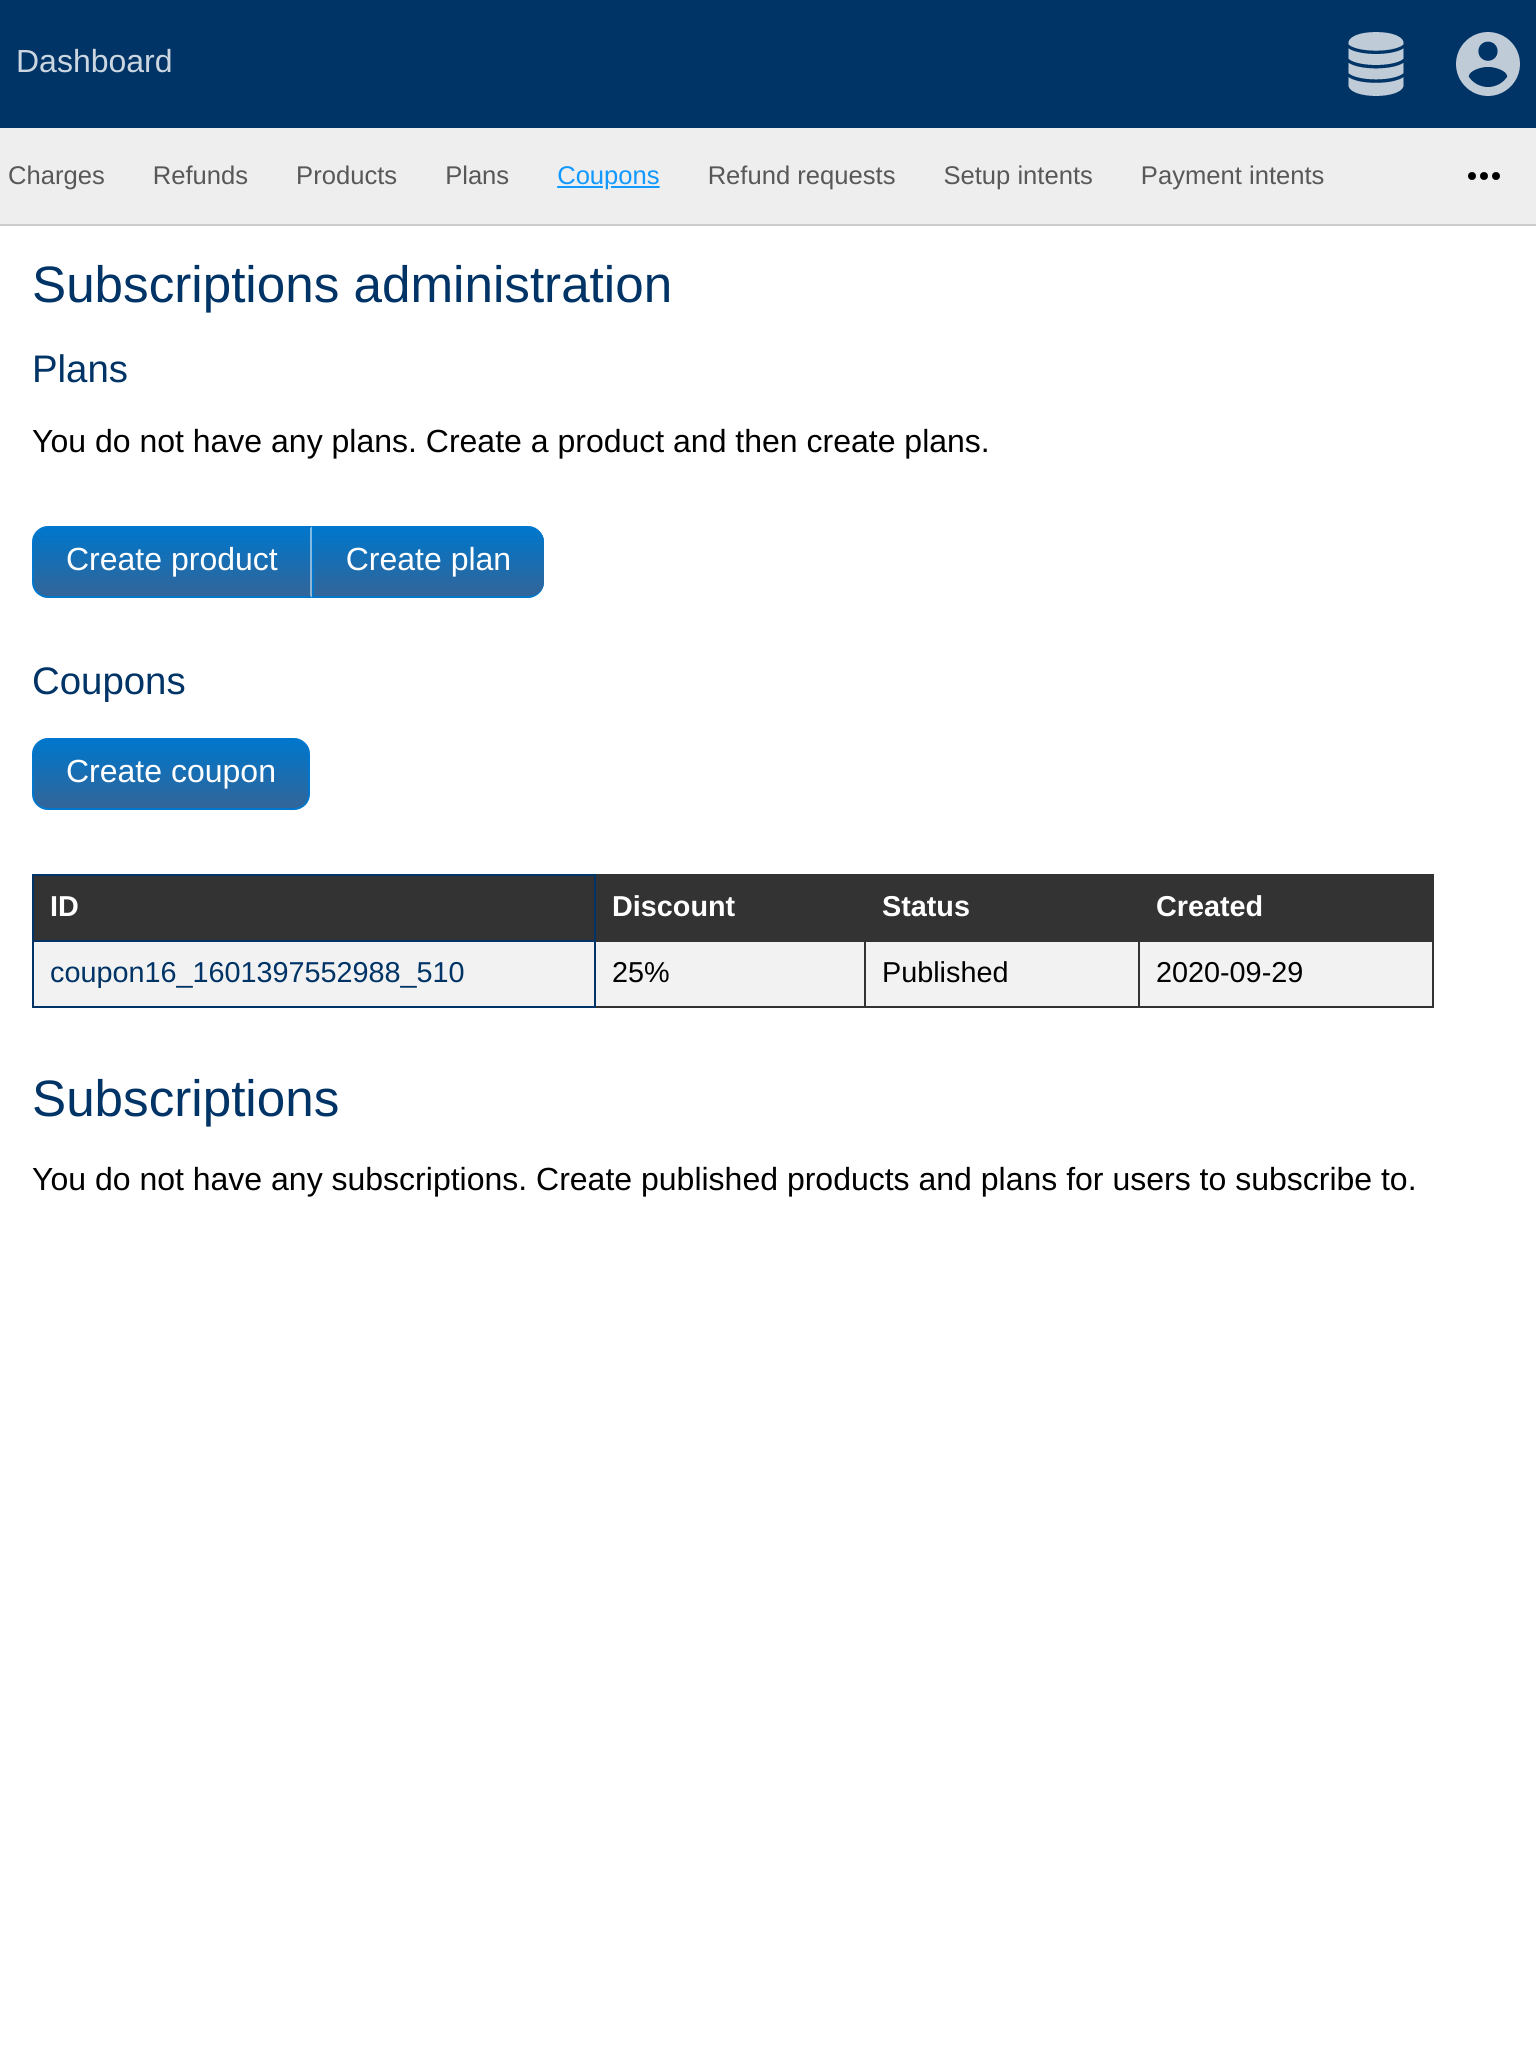 Dashboard
Charges Refunds Products Plans Coupons Refund requests Setup intents Payment intents
Subscriptions administration
Plans
You do not have any plans. Create a product and then create plans.
Create product Create plan
Coupons
Create coupon
ID Discount Status Created
coupon16_1601397552988_510 25% Published 2020-09-29
Subscriptions
You do not have any subscriptions. Create published products and plans for users to subscribe to.